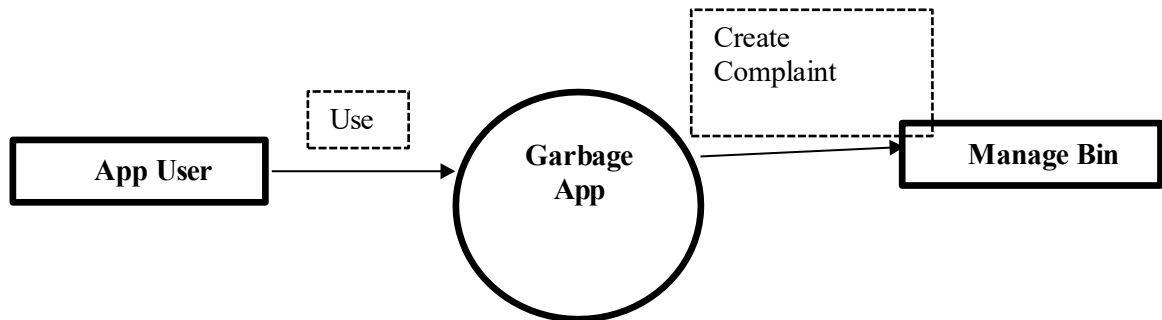 Create
Complaint
Use
App User
Garbage
App
Manage Bin